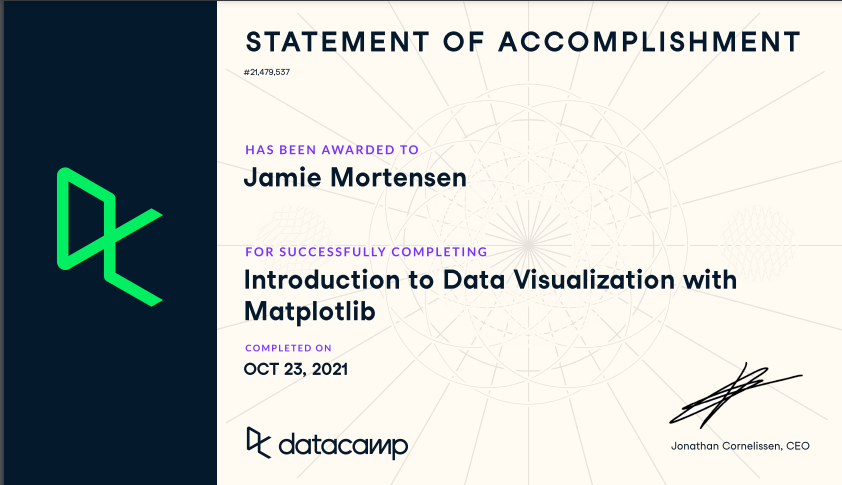 STATEMENT OF ACCOMPLISHMENT
#21,479,537
HAS BEEN AWARDED TO
Jamie Mortensen
FOR SUCCESSFULLY COMPLETING
Introduction to Data Visualization with
Matplotlib
COMPLETED ON
OCT 23, 2021
datacamp
Jonathan Cornelissen, CEO